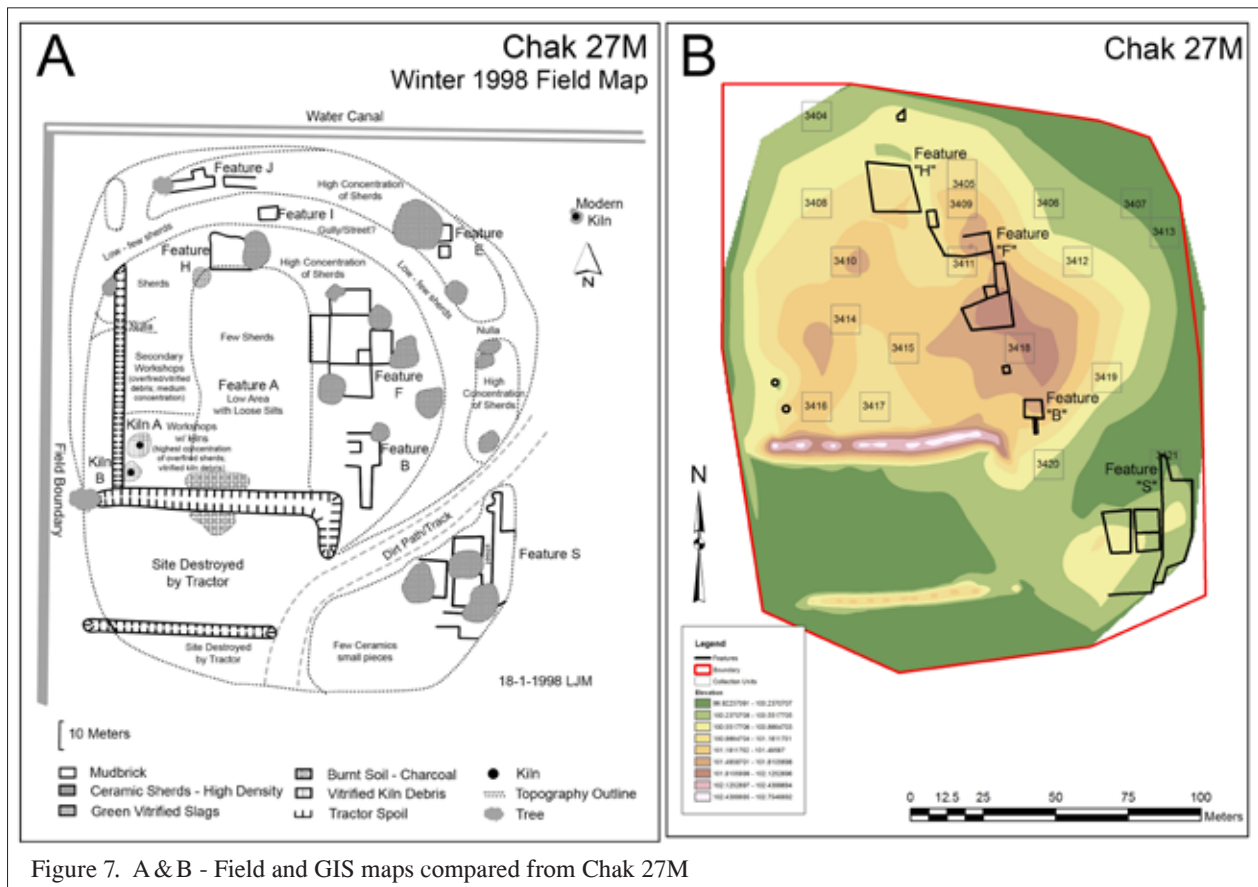 A
Chak 27M
Winter 1998 Field Map
Water Canal
Feature J
High Concentration
of Sherds
Modern
Kiln
Feature I
Gully/Street?
Feature
E
N
Low - few sherds
Feature
H
High Concentration
of Sherds
Low - few sherds
Sherds
Nulla
Few Sherds
Nulla
Secondary
Workshops
(overfired/vitrified
debris; medium
concentration)
Feature A
Low Area
with Loose Silts
Feature
F
High
Concentration
of Sherds
Kiln A
Workshops
w/ kilns
(highest concentration
of overfired sherds,
vitrified kiln debris)
Kiln
B
Feature
B
Field Boundary
Dirt Path/Track
Feature S
Site Destroyed
by Tractor
Few Ceramics
small pieces
Site Destroyed
by Tractor
18-1-1998 LJM
10 Meters
Mudbrick
Ceramic Sherds - High Density
Green Vitrified Slags
Burnt Soil - Charcoal
Vitrified Kiln Debris
Tractor Spoil
Kiln
Topography Outline
Tree
B
Chak 27M
3404
Feature
"H"
3405
3408
3409
3406
3407
3413
Feature
"F"
3410
3411
3412
3414
3415
3418
3419
3416
3417
Feature
"B"
3420
Feature
"S"
N
Legend
Features
Boundary
Collection Units
Elevation
0 12.5 25 50 75 100
Meters
Figure 7. A & B - Field and GIS maps compared from Chak 27M